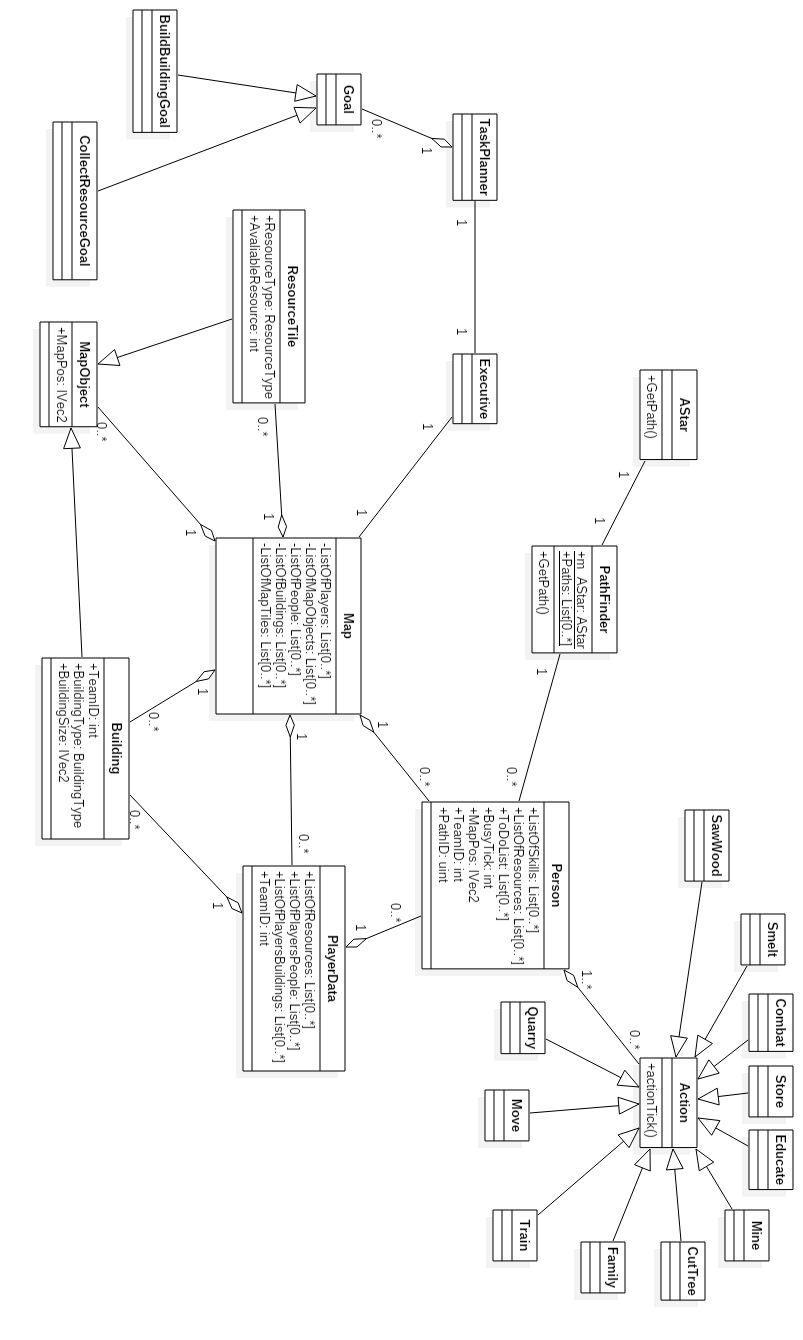 Smelt
Combat
Store
Educate
Mine
SawWood
CutTree
Family
Action
+actionTick()
0..*
1..*
Quarry
Move
Train
AStar
+GetPath()
1
1
PathFinder
+m_AStar: AStar
+Paths: List[0..*]
+GetPath()
1
0..*
Person
+ListOfSkills: List[0..*]
+ListOfResources: List[0..*]
+ToDoList: List[0..*]
+BusyTick: int
+MapPos: IVec2
+TeamID: int
+PathID: uint
TaskPlanner
1
1
Executive
1
0..*
Goal
1
1
BuildBuildingGoal
CollectResourceGoal
ResourceTile
+ResourceType: ResourceType
+AvaliableResource: int
0..*
1
Map
-ListOfPlayers: List[0..*]
-ListOfMapObjects: List[0..*]
-ListOfPeople: List[0..*]
-ListOfBuildings: List[0..*]
-ListOfMapTiles: List[0..*]
1
0..*
0..*
1
1
0..*
PlayerData
+ListOfResources: List[0..*]
+ListOfPlayersPeople: List[0..*]
+ListOfPlayersBuildings: List[0..*]
+TeamID: int
1
1
0..*
1
MapObject
+MapPos: IVec2
0..*
0..*
Building
+TeamID: int
+BuildingType: BuildingType
+BuildingSize: IVec2